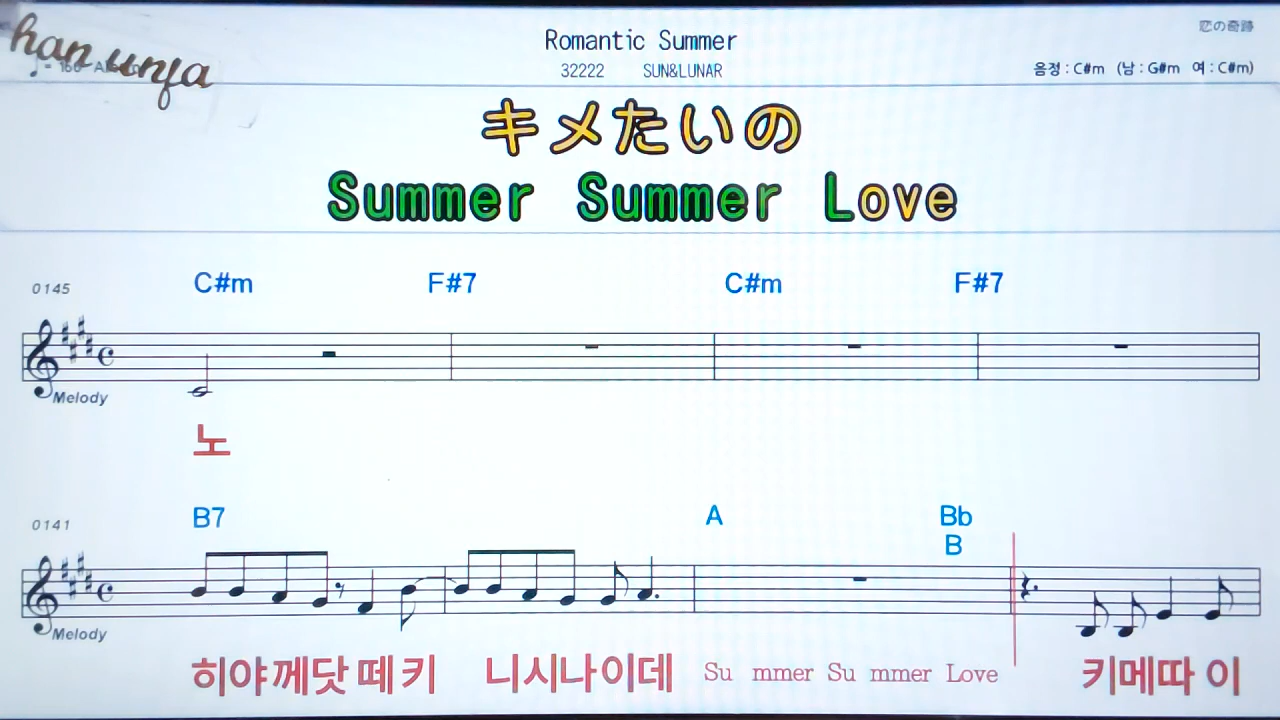 han unja
Romantic Summer
恋の奇跡
32222 SUN&LUNAR
음정 : C#m (남 : G#m 여 : C#m)
キメたいの
Summer Summer Love
C#m F#7 C#m F#7
0145
Melody
노
B7 A Bb
B
0141
Melody
히야께닷떼키 니시나이데 Su mmer Su mmer Love 키메따이